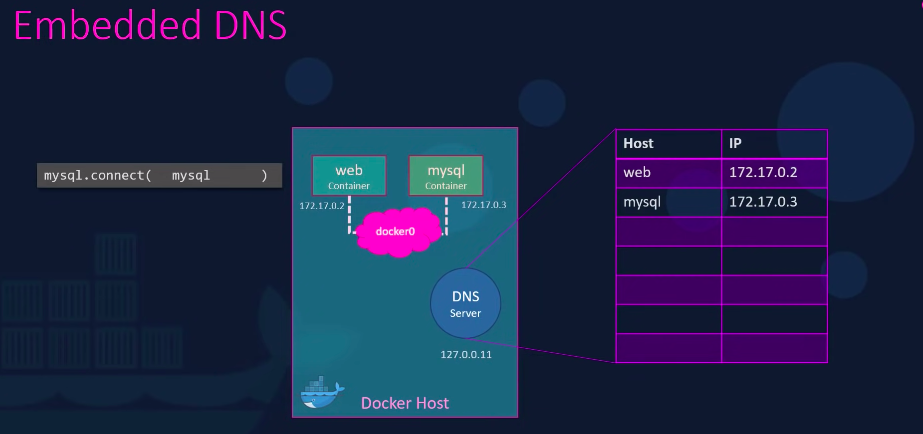 Embedded DNS
mysql.connect( mysql )
web
Container
mysql
Container
172.17.0.2
172.17.0.3
docker0
DNS
Server
127.0.0.11
Docker Host
Host IP
web 172.17.0.2
mysql 172.17.0.3